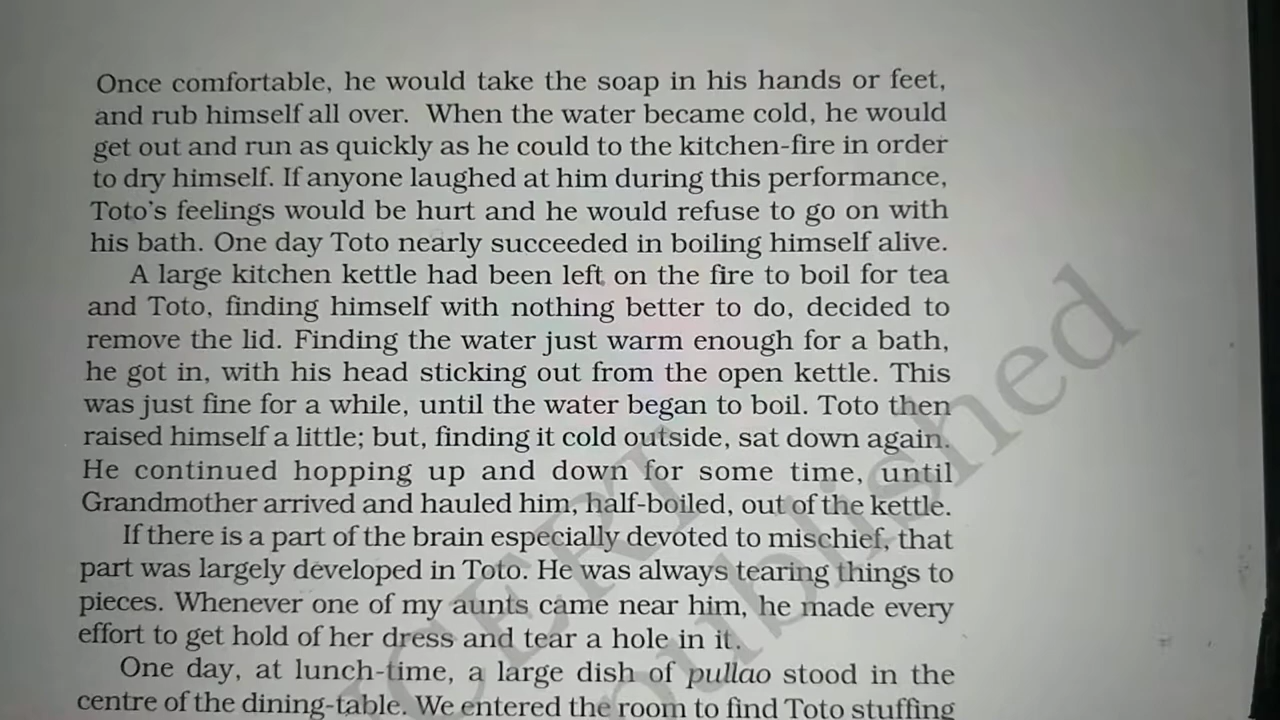 Once comfortable, he would take the soap in his hands or feet,
and rub himself all over. When the water became cold, he would
get out and run as quickly as he could to the kitchen-fire in order
to dry himself. If anyone laughed at him during this performance,
Toto's feelings would be hurt and he would refuse to go on with
his bath. One day Toto nearly succeeded in boiling himself alive.
A large kitchen kettle had been left on the fire to boil for tea
and Toto, finding himself with nothing better to do, decided to
remove the lid. Finding the water just warm enough for a bath,
he got in, with his head sticking out from the open kettle. This
was just fine for a while, until the water began to boil. Toto then
raised himself a little; but, finding it cold outside, sat down again.
He continued hopping up and down for some time, until
Grandmother arrived and hauled him, half-boiled, out of the kettle.
If there is a part of the brain especially devoted to mischief, that
part was largely developed in Toto. He was always tearing things to
pieces. Whenever one of my aunts came near him, he made every
effort to get hold of her dress and tear a hole in it.
One day, at lunch-time, a large dish of pullao stood in the
centre of the dining-table. We entered the room to find Toto stuffing
NCERT
published